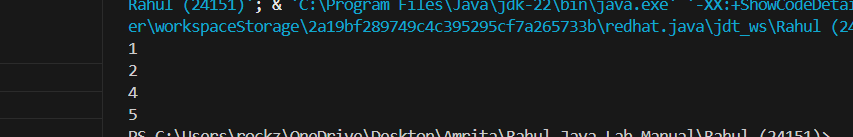 Rahul (24151)'; & 'C:\Program Files\Java\jdk-22\bin\java.exe' '-XX:+ShowCodeDetai
er\workspaceStorage\2a19bf289749c4c395295cf7a265733b\redhat.java\jdt_ws\Rahul (24
1
2
4
5
PS C:\Users\rockz\OneDrive\Desktop\Amrita\Rahul Java Lab Manual\Rahul (24151)>